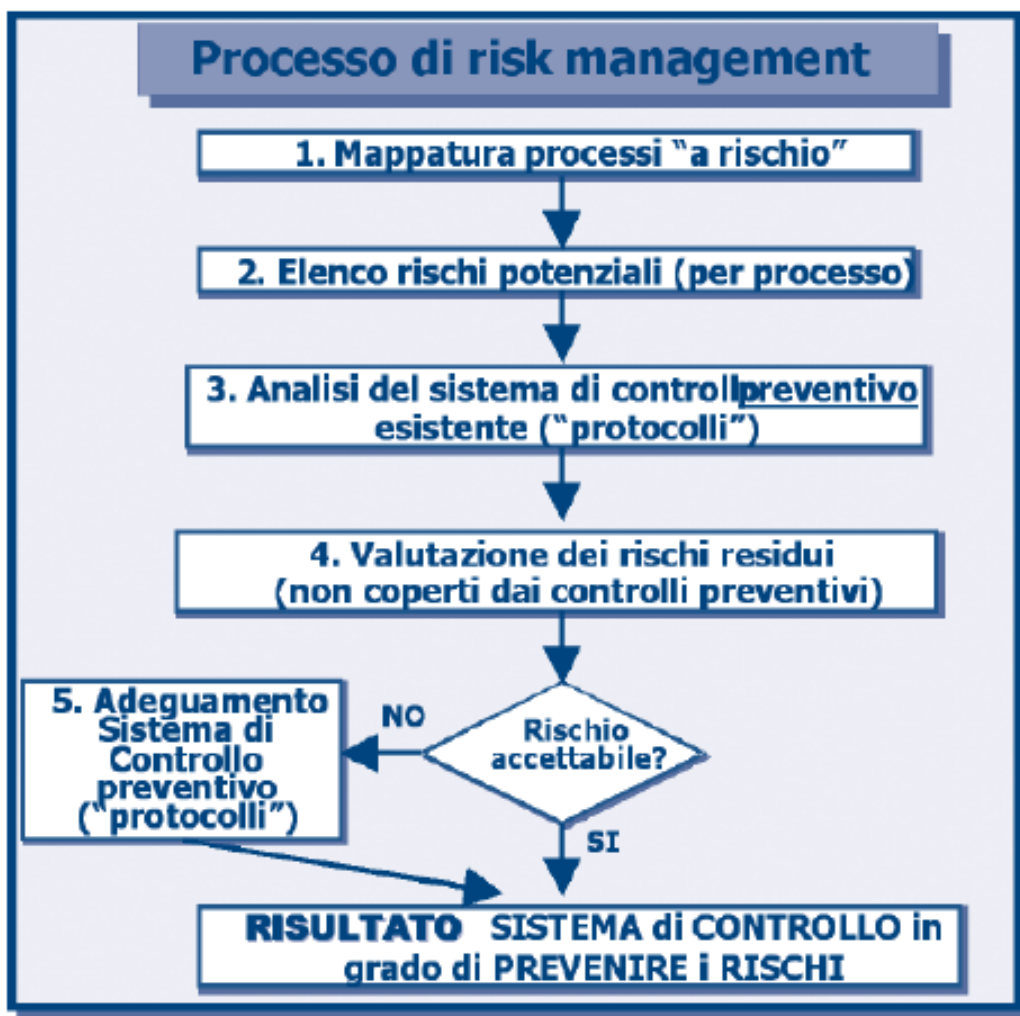 Processo di risk management
1. Mappatura processi “a rischio”
2. Elenco rischi potenziali (per processo)
3. Analisi del sistema di controllo preventivo
esistente (“protocolli”)
4. Valutazione dei rischi residui
(non coperti dai controlli preventivi)
Rischio
accettabile?
NO
5. Adeguamento
Sistema di
Controllo
preventivo
(“protocolli”)
SI
RISULTATO SISTEMA di CONTROLLO in
grado di PREVENIRE i RISCHI